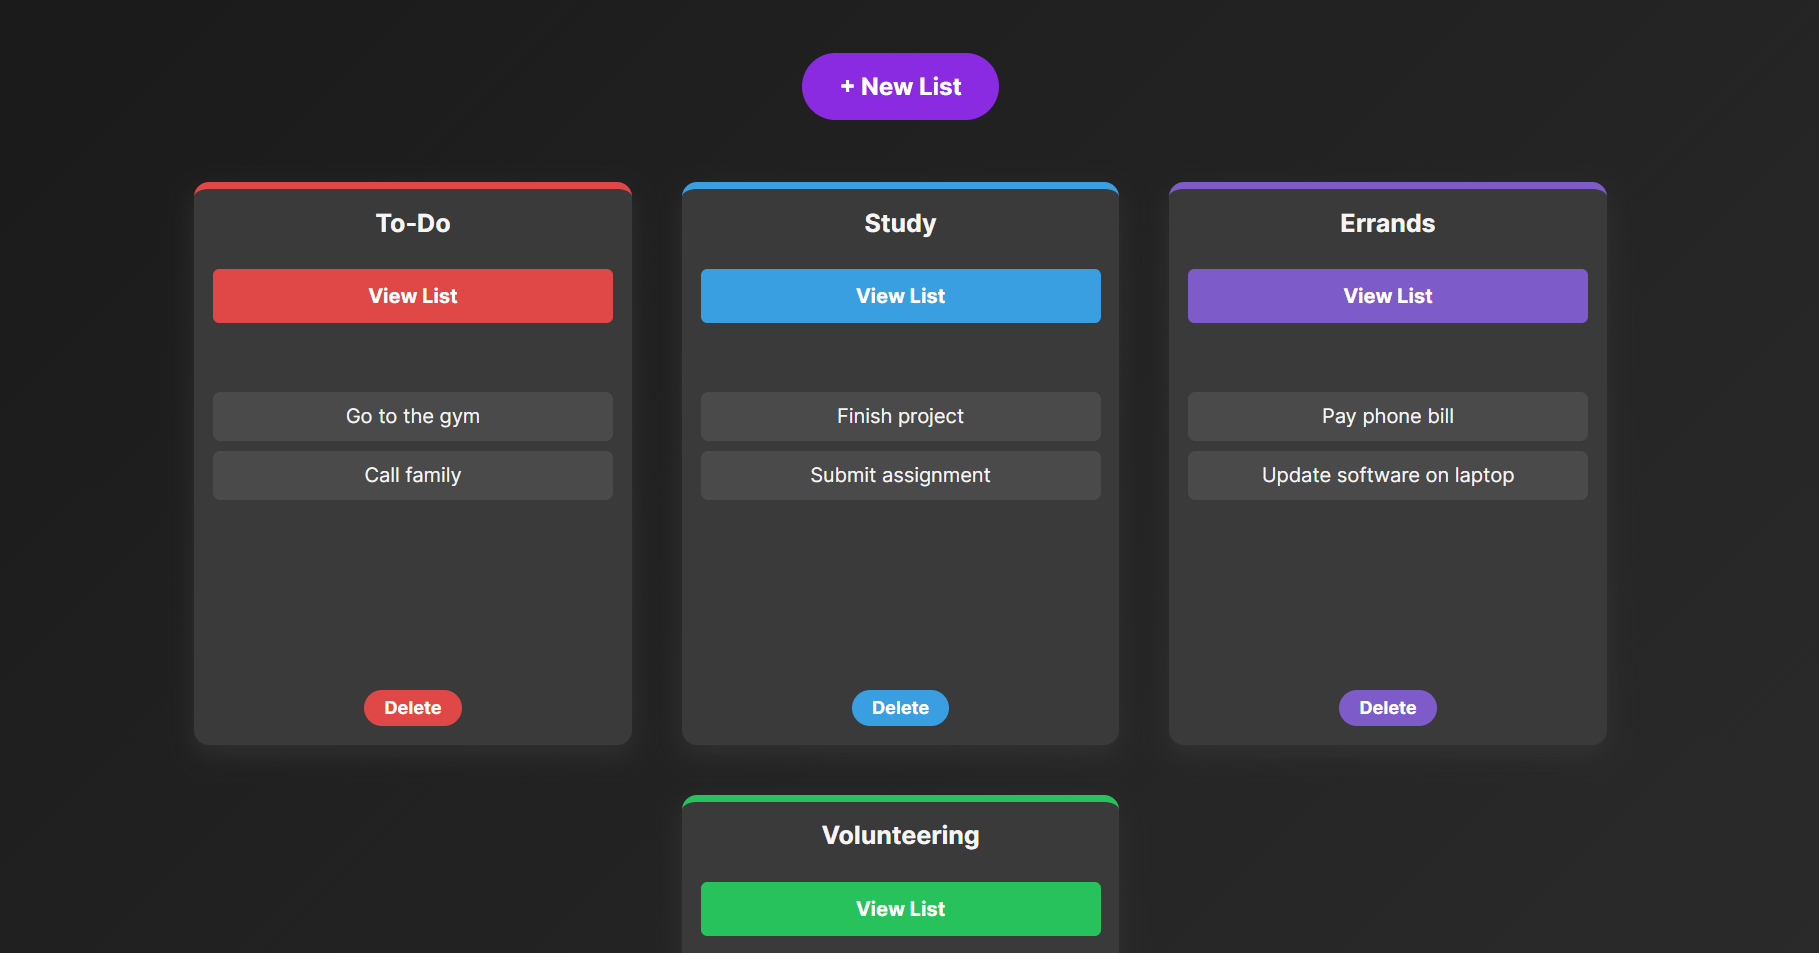 + New List
To-Do
View List
Go to the gym
Call family
Delete
Study
View List
Finish project
Submit assignment
Delete
Errands
View List
Pay phone bill
Update software on laptop
Delete
Volunteering
View List